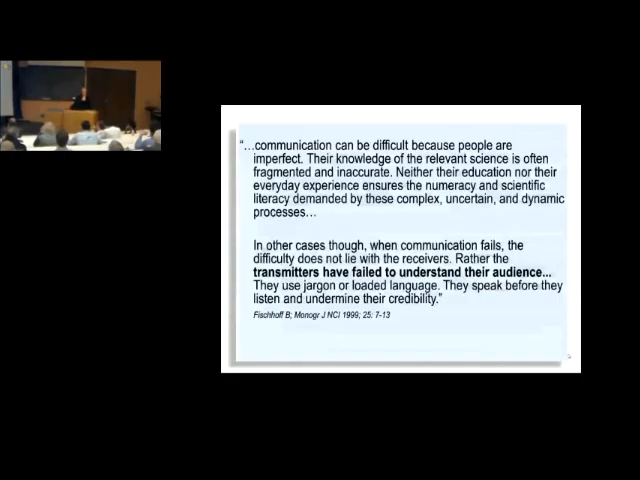 “…communication can be difficult because people are
imperfect. Their knowledge of the relevant science is often
fragmented and inaccurate. Neither their education nor their
everyday experience ensures the numeracy and scientific
literacy demanded by these complex, uncertain, and dynamic
processes…
In other cases though, when communication fails, the
difficulty does not lie with the receivers. Rather the
transmitters have failed to understand their audience...
They use jargon or loaded language. They speak before they
listen and undermine their credibility.”
Fischhoff B; Monogr J NCI 1999; 25: 7-13